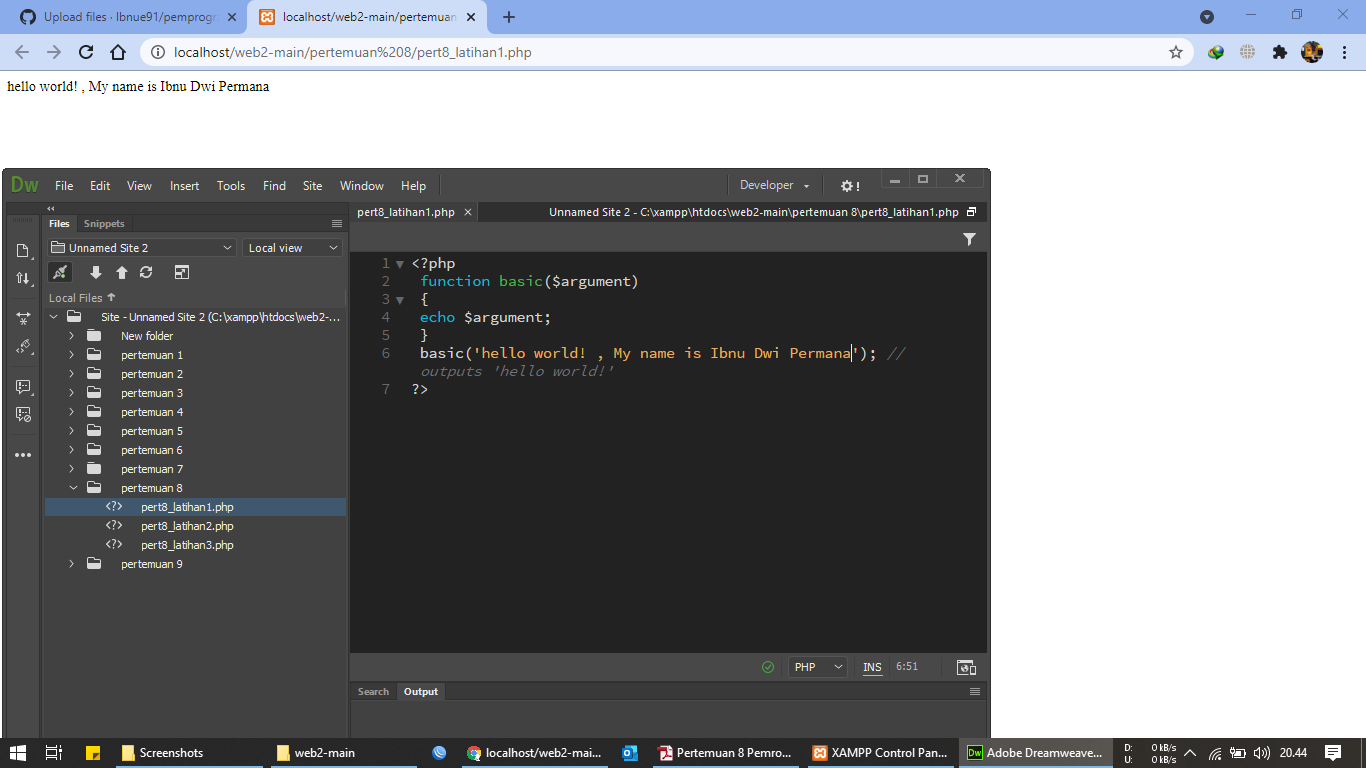 Upload files · Ibnue91/pemprogr
localhost/web2-main/pertemuan
localhost/web2-main/pertemuan%208/pert8_latihan1.php
hello world! , My name is Ibnu Dwi Permana
Dw File Edit View Insert Tools Find Site Window Help Developer
Files Snippets
pert8_latihan1.php Unnamed Site 2 - C:\xampp\htdocs\web2-main\pertemuan 8\pert8_latihan1.php
Unnamed Site 2 Local view
Local Files
Site - Unnamed Site 2 (C:\xampp\htdocs\web2-...
New folder
pertemuan 1
pertemuan 2
pertemuan 3
pertemuan 4
pertemuan 5
pertemuan 6
pertemuan 7
pertemuan 8
pert8_latihan1.php
pert8_latihan2.php
pert8_latihan3.php
pertemuan 9
1 <?php
2 function basic($argument)
3 {
4 echo $argument;
5 }
6 basic('hello world! , My name is Ibnu Dwi Permana'); //
outputs 'hello world!'
7 ?>
PHP INS 6:51
Search Output
Screenshots
web2-main
localhost/web2-mai...
Pertemuan 8 Pemro...
XAMPP Control Pan...
Dw Adobe Dreamweave...
D: 0 kB/s
U: 0 kB/s
20.44